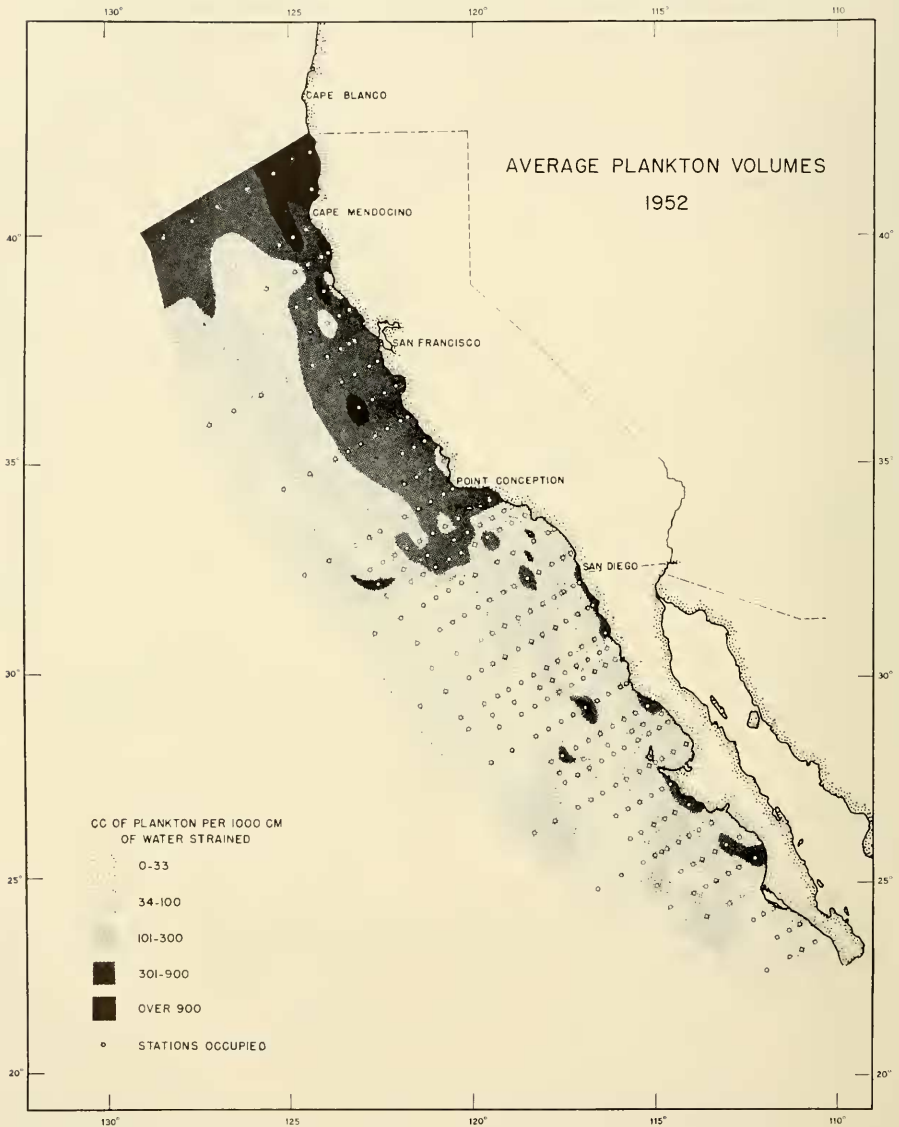 130°
125
120°
115°
110
CAPE BLANCO
AVERAGE PLANKTON VOLUMES
1952
CAPE MENDOCINO
40°
40°
SAN FRANCISCO
35°
35°
POINT CONCEPTION
SAN DIEGO
30°
30°
CC OF PLANKTON PER 1000 CM
OF WATER STRAINED
0-33
34-100
101-300
301-900
OVER 900
STATIONS OCCUPIED
25°
25°
20°
20°
130°
125
120°
115°
110°